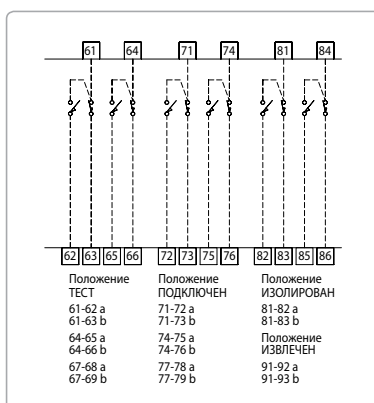 61 64 71 74 81 84
62 63 65 66 72 73 75 76 82 83 85 86
Положение
ТЕСТ
61-62 a
61-63 b
64-65 a
64-66 b
67-68 a
67-69 b
Положение
ПОДКЛЮЧЕН
71-72 a
71-73 b
74-75 a
74-76 b
77-78 a
77-79 b
Положение
ИЗОЛИРОВАН
81-82 a
81-83 b
Положение
ИЗВЛЕЧЕН
91-92 a
91-93 b